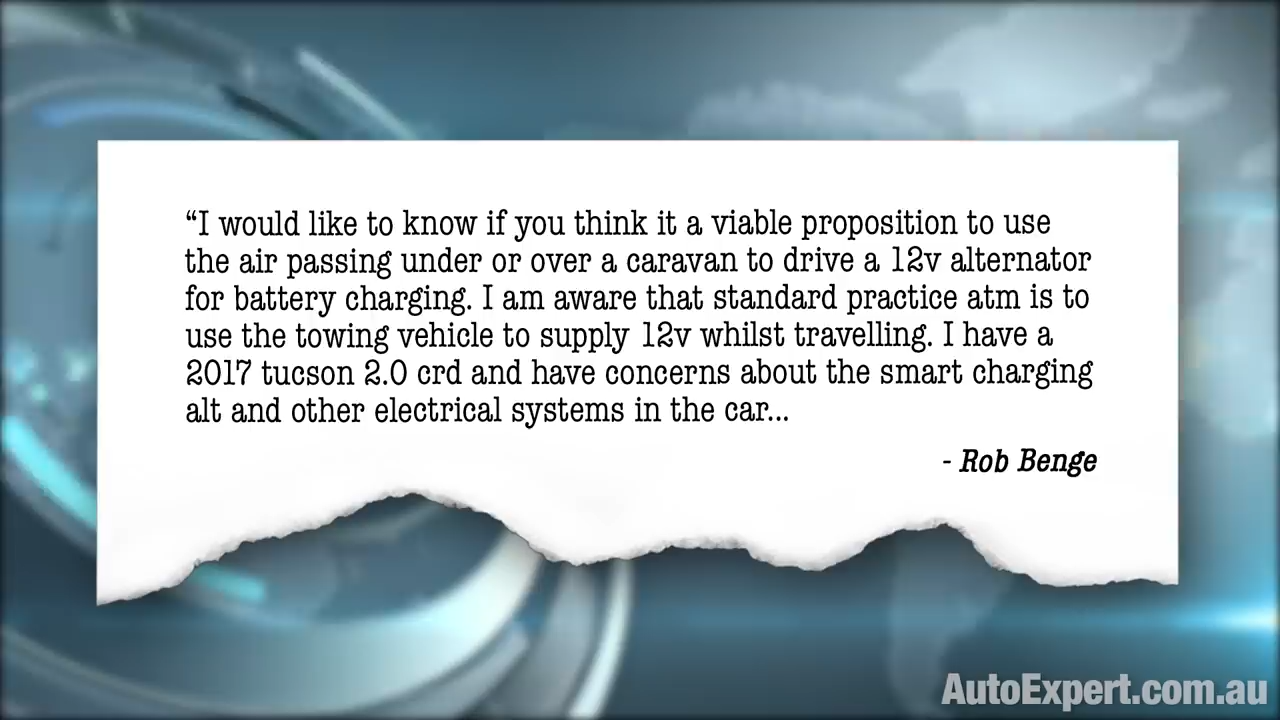 “I would like to know if you think it a viable proposition to use
the air passing under or over a caravan to drive a 12v alternator
for battery charging. I am aware that standard practice atm is to
use the towing vehicle to supply 12v whilst travelling. I have a
2017 tucson 2.0 crd and have concerns about the smart charging
alt and other electrical systems in the car...
- Rob Benge
AutoExpert.com.au